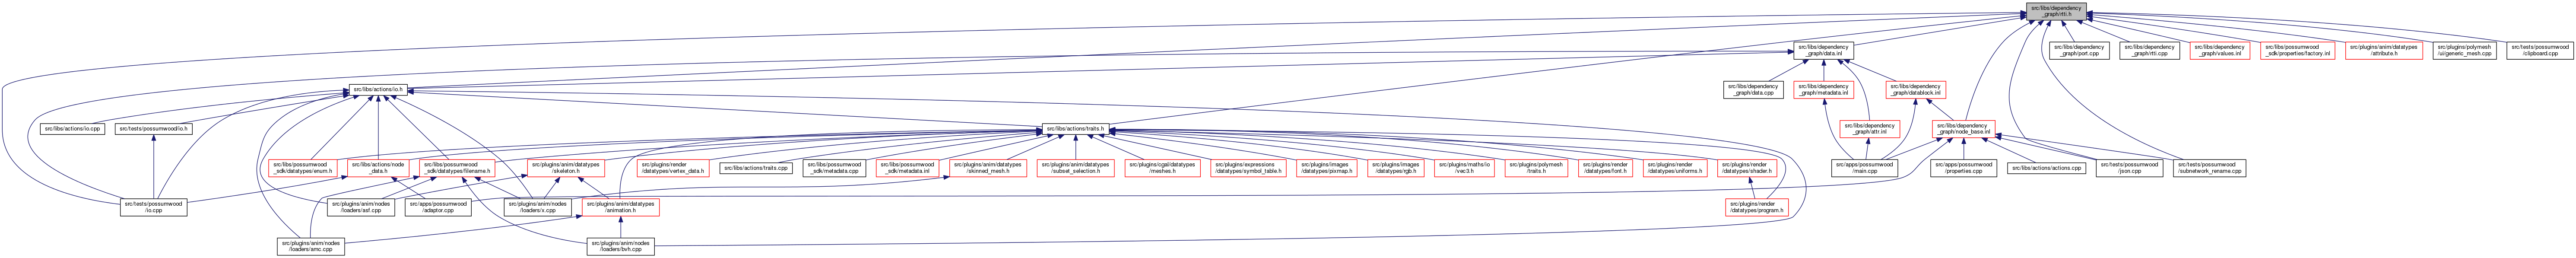 src/libs/dependency
_graph/rtti.h
src/libs/dependency
_graph/data.inl
src/libs/dependency
_graph/port.cpp
src/libs/dependency
_graph/rtti.cpp
src/libs/dependency
_graph/values.inl
src/libs/possumwood
_sdk/properties/factory.inl
src/plugins/anim/datatypes
/attribute.h
src/plugins/polymesh
/ui/generic_mesh.cpp
src/tests/possumwood
/clipboard.cpp
src/libs/actions/io.h
src/libs/dependency
_graph/data.cpp
src/libs/dependency
_graph/metadata.inl
src/libs/dependency
_graph/datablock.inl
src/libs/actions/io.cpp
src/tests/possumwood/io.h
src/libs/actions/traits.h
src/libs/dependency
_graph/attr.inl
src/libs/dependency
_graph/node_base.inl
src/libs/possumwood
_sdk/datatypes/enum.h
src/libs/actions/node
_data.h
src/libs/possumwood
_sdk/datatypes/filename.h
src/plugins/anim/datatypes
/skeleton.h
src/plugins/render
/datatypes/vertex_data.h
src/libs/actions/traits.cpp
src/libs/possumwood
_sdk/metadata.cpp
src/libs/possumwood
_sdk/metadata.inl
src/plugins/anim/datatypes
/skinned_mesh.h
src/plugins/anim/datatypes
/subset_selection.h
src/plugins/cgal/datatypes
/meshes.h
src/plugins/expressions
/datatypes/symbol_table.h
src/plugins/images
/datatypes/pixmap.h
src/plugins/images
/datatypes/rgb.h
src/plugins/maths/io
/vec3.h
src/plugins/polymesh
/traits.h
src/plugins/render
/datatypes/font.h
src/plugins/render
/datatypes/uniforms.h
src/plugins/render
/datatypes/shader.h
src/apps/possumwood
/main.cpp
src/apps/possumwood
/properties.cpp
src/libs/actions/actions.cpp
src/tests/possumwood
/json.cpp
src/tests/possumwood
/subnetwork_rename.cpp
src/tests/possumwood
/io.cpp
src/plugins/anim/nodes
/loaders/asf.cpp
src/apps/possumwood
/adaptor.cpp
src/plugins/anim/nodes
/loaders/x.cpp
src/plugins/anim/datatypes
/animation.h
src/plugins/render
/datatypes/program.h
src/plugins/anim/nodes
/loaders/amc.cpp
src/plugins/anim/nodes
/loaders/bvh.cpp